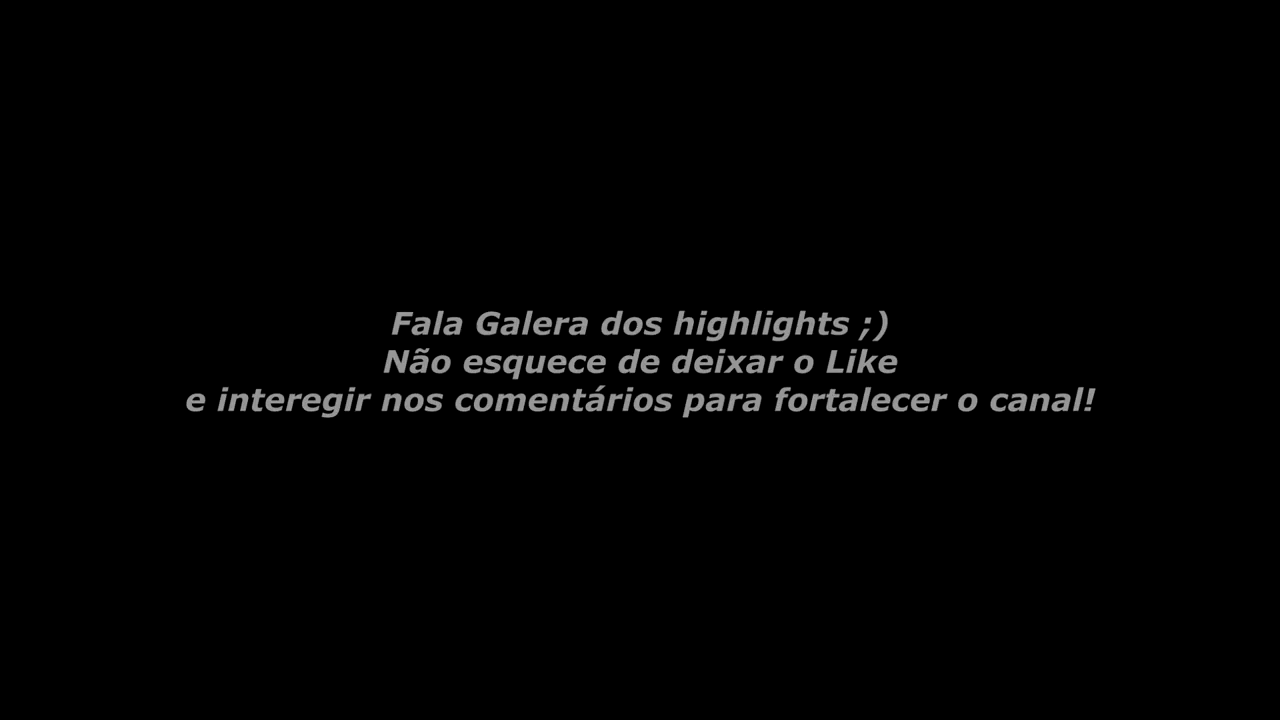 Fala Galera dos highlights ;)
Não esquece de deixar o Like
e interegir nos comentários para fortalecer o canal!